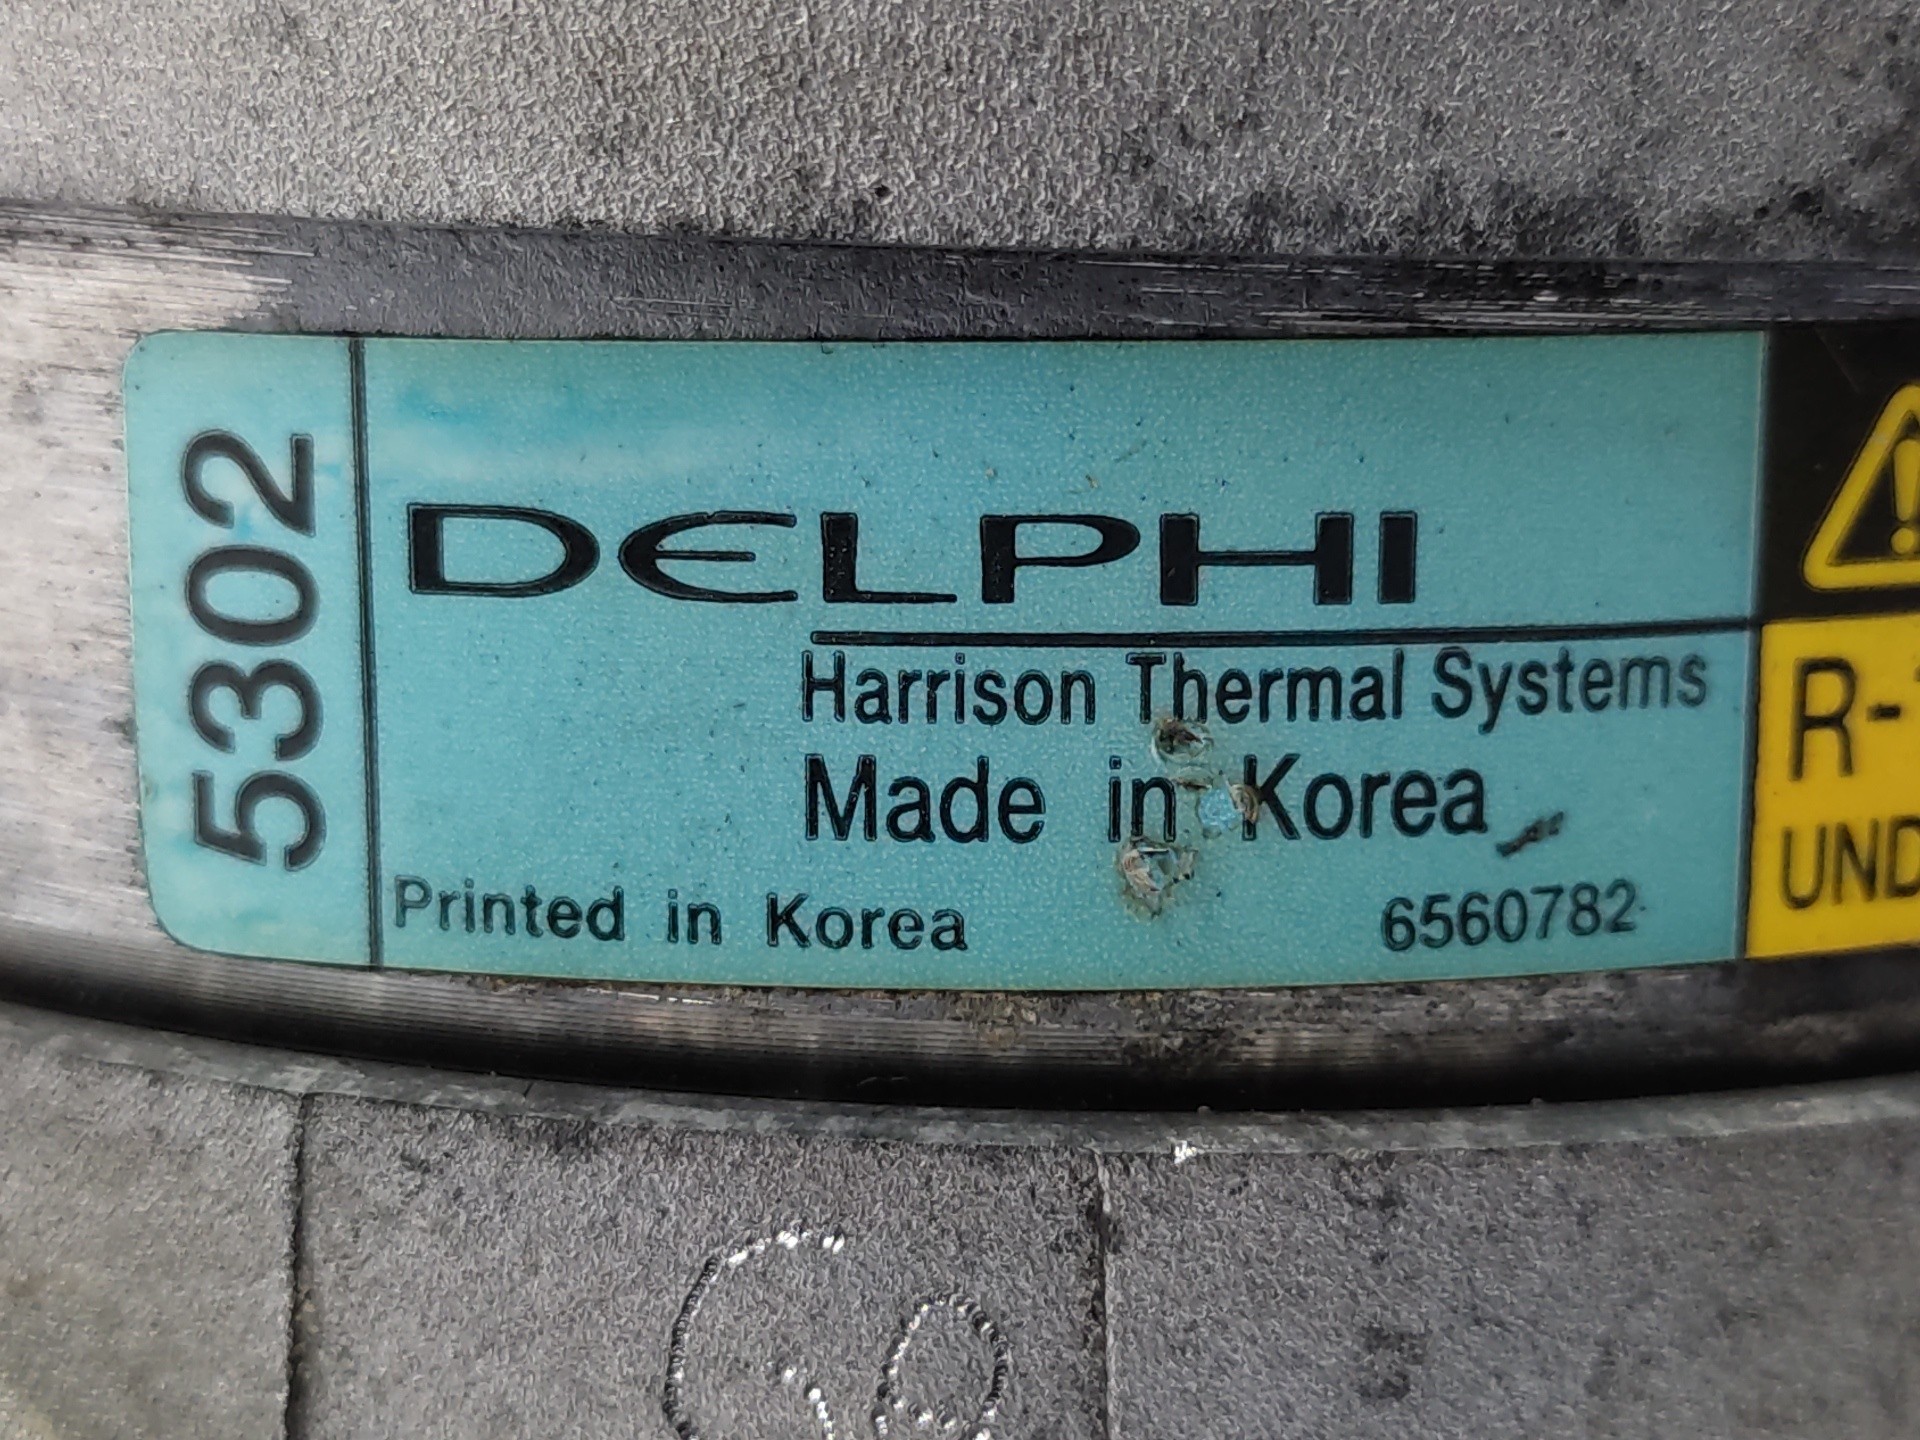 5302
DELPHI
Harrison Thermal Systems
Made in Korea
Printed in Korea
6560782
R-
UND